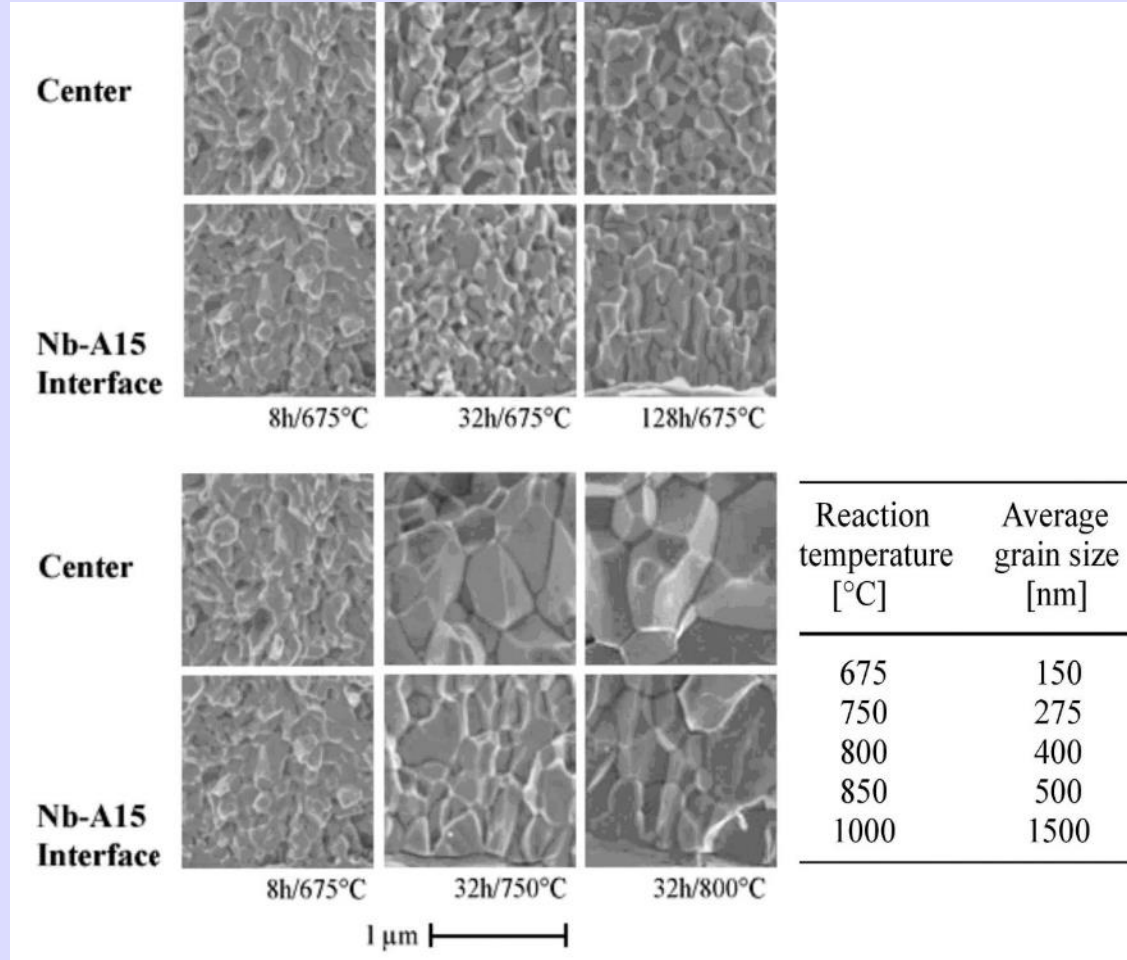 Center
Nb-A15
Interface
8h/675°C 32h/675°C 128h/675°C
Center
Nb-A15
Interface
8h/675°C 32h/750°C 32h/800°C
1 μm
Reaction temperature [°C] Average grain size [nm]
675 150
750 275
800 400
850 500
1000 1500